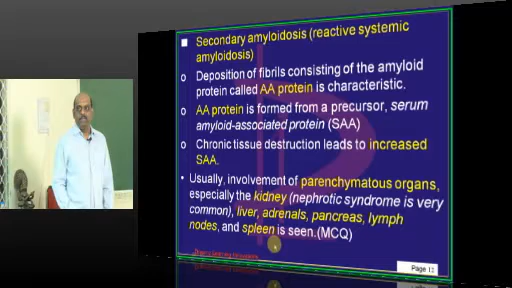 Secondary amyloidosis (reactive systemic
amyloidosis)
Deposition of fibrils consisting of the amyloid
protein called AA protein is characteristic.
AA protein is formed from a precursor, serum
amyloid-associated protein (SAA)
Chronic tissue destruction leads to increased
SAA.
Usually, involvement of parenchymatous organs,
especially the kidney (nephrotic syndrome is very
common), liver, adrenals, pancreas, lymph
nodes, and spleen is seen.(MCQ)
Page 13